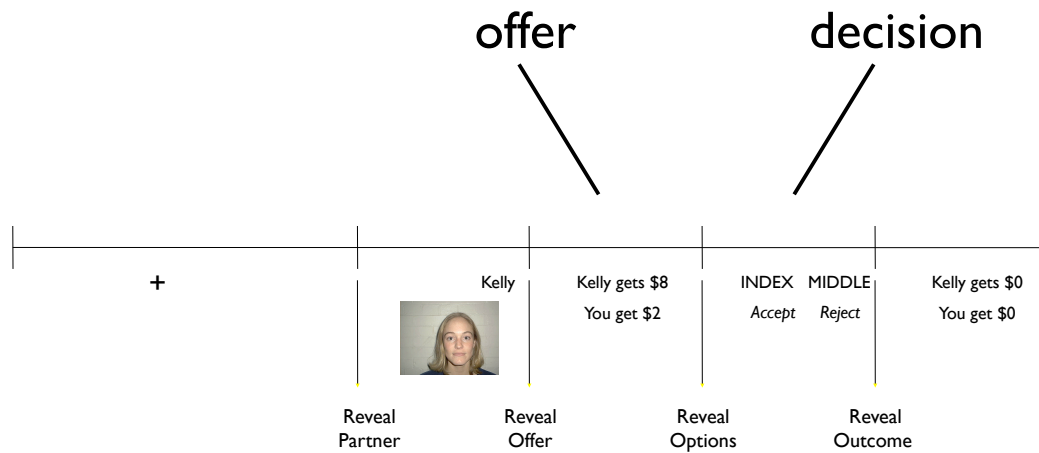 offer decision
+ Kelly Kelly gets $8 INDEX MIDDLE Kelly gets $0
You get $2 Accept Reject You get $0
Reveal Reveal Reveal Reveal
Partner Offer Options Outcome